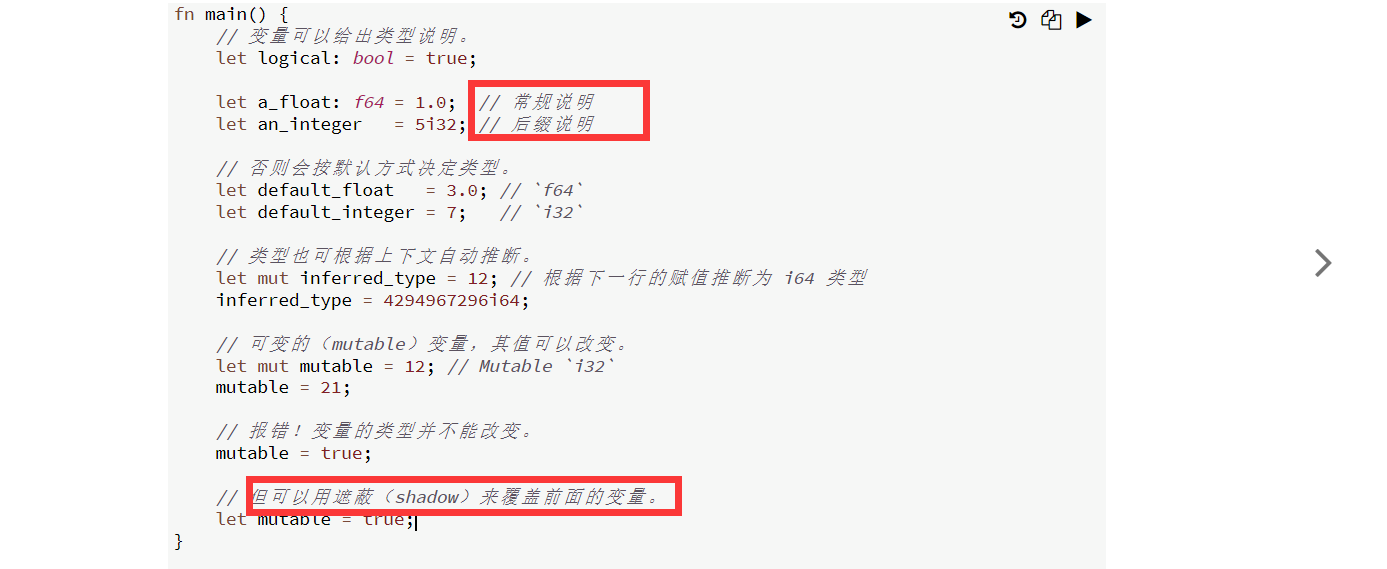 fn main() {
// 变量可以给出类型说明。
let logical: bool = true;
let a_float: f64 = 1.0; // 常规说明
let an_integer = 5i32; // 后缀说明
// 否则会按默认方式决定类型。
let default_float = 3.0; // `f64`
let default_integer = 7; // `i32`
// 类型也可根据上下文自动推断。
let mut inferred_type = 12; // 根据下一行的赋值推断为 i64 类型
inferred_type = 4294967296i64;
// 可变的（mutable）变量，其值可以改变。
let mut mutable = 12; // Mutable `i32`
mutable = 21;
// 报错！变量的类型并不能改变。
mutable = true;
// 但可以用遮蔽（shadow）来覆盖前面的变量。
let mutable = true;
}